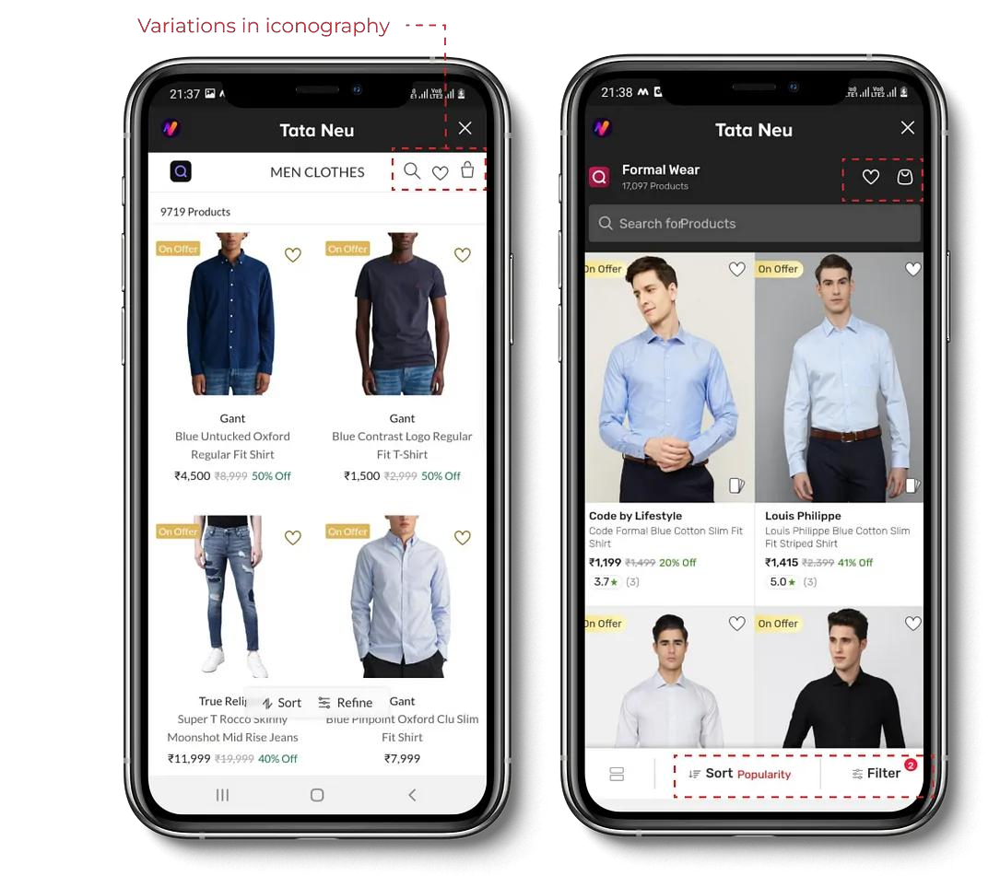 Variations in iconography
21:37
Tata Neu
MEN CLOTHES
9719 Products
On Offer
On Offer
Gant
Blue Untucked Oxford
Regular Fit Shirt
₹4,500 ₹8,999 50% Off
Gant
Blue Contrast Logo Regular
Fit T-Shirt
₹1,500 ₹2,999 50% Off
On Offer
On Offer
True Reli
Super T Rocco Skinny
Moonshot Mid Rise Jeans
₹11,999 ₹19,999 40% Off
Gant
Blue Pinpoint Oxford Clu Slim
Fit Shirt
₹7,999
Sort
Refine
21:38
Tata Neu
Formal Wear
17,097 Products
Search forProducts
On Offer
On Offer
Code by Lifestyle
Code Formal Blue Cotton Slim Fit
Shirt
₹1,199 ₹1,499 20% Off
3.7★ (3)
Louis Philippe
Louis Philippe Blue Cotton Slim
Fit Striped Shirt
₹1,415 ₹2,399 41% Off
5.0★ (3)
On Offer
On Offer
Sort Popularity
Filter 2